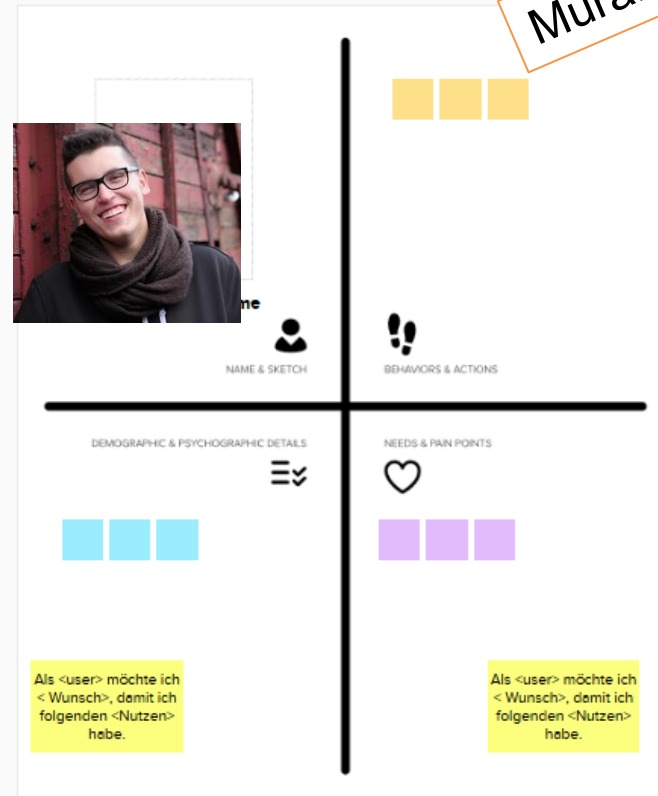 Mural
me
NAME & SKETCH
BEHAVIORS & ACTIONS
DEMOGRAPHIC & PSYCHOGRAPHIC DETAILS
NEEDS & PAIN POINTS
Als <user> möchte ich
< Wunsch>, damit ich
folgenden <Nutzen>
habe.
Als <user> möchte ich
< Wunsch>, damit ich
folgenden <Nutzen>
habe.